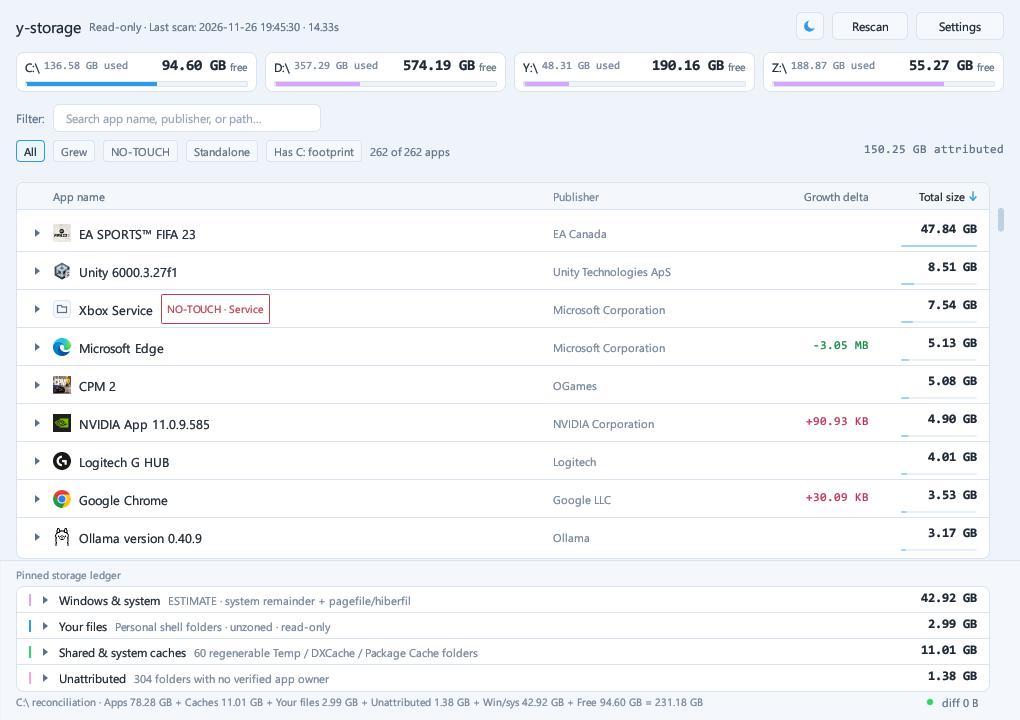 y-storage Read-only · Last scan: 2026-11-26 19:45:30 · 14.33s Rescan Settings
C:\ 136.58 GB used 94.60 GB free D:\ 357.29 GB used 574.19 GB free Y:\ 48.31 GB used 190.16 GB free Z:\ 188.87 GB used 55.27 GB free
Filter: Search app name, publisher, or path...
All Grew NO-TOUCH Standalone Has C: footprint 262 of 262 apps 150.25 GB attributed
App name Publisher Growth delta Total size ↓
EA SPORTS™ FIFA 23 EA Canada 47.84 GB
Unity 6000.3.27f1 Unity Technologies ApS 8.51 GB
Xbox Service NO-TOUCH · Service Microsoft Corporation 7.54 GB
Microsoft Edge Microsoft Corporation -3.05 MB 5.13 GB
CPM 2 OGames 5.08 GB
NVIDIA App 11.0.9.585 NVIDIA Corporation +90.93 KB 4.90 GB
Logitech G HUB Logitech 4.01 GB
Google Chrome Google LLC +30.09 KB 3.53 GB
Ollama version 0.40.9 Ollama 3.17 GB
Pinned storage ledger
Windows & system ESTIMATE · system remainder + pagefile/hiberfil 42.92 GB
Your files Personal shell folders · unzoned · read-only 2.99 GB
Shared & system caches 60 regenerable Temp / DXCache / Package Cache folders 11.01 GB
Unattributed 304 folders with no verified app owner 1.38 GB
C:\ reconciliation · Apps 78.28 GB + Caches 11.01 GB + Your files 2.99 GB + Unattributed 1.38 GB + Win/sys 42.92 GB + Free 94.60 GB = 231.18 GB diff 0 B